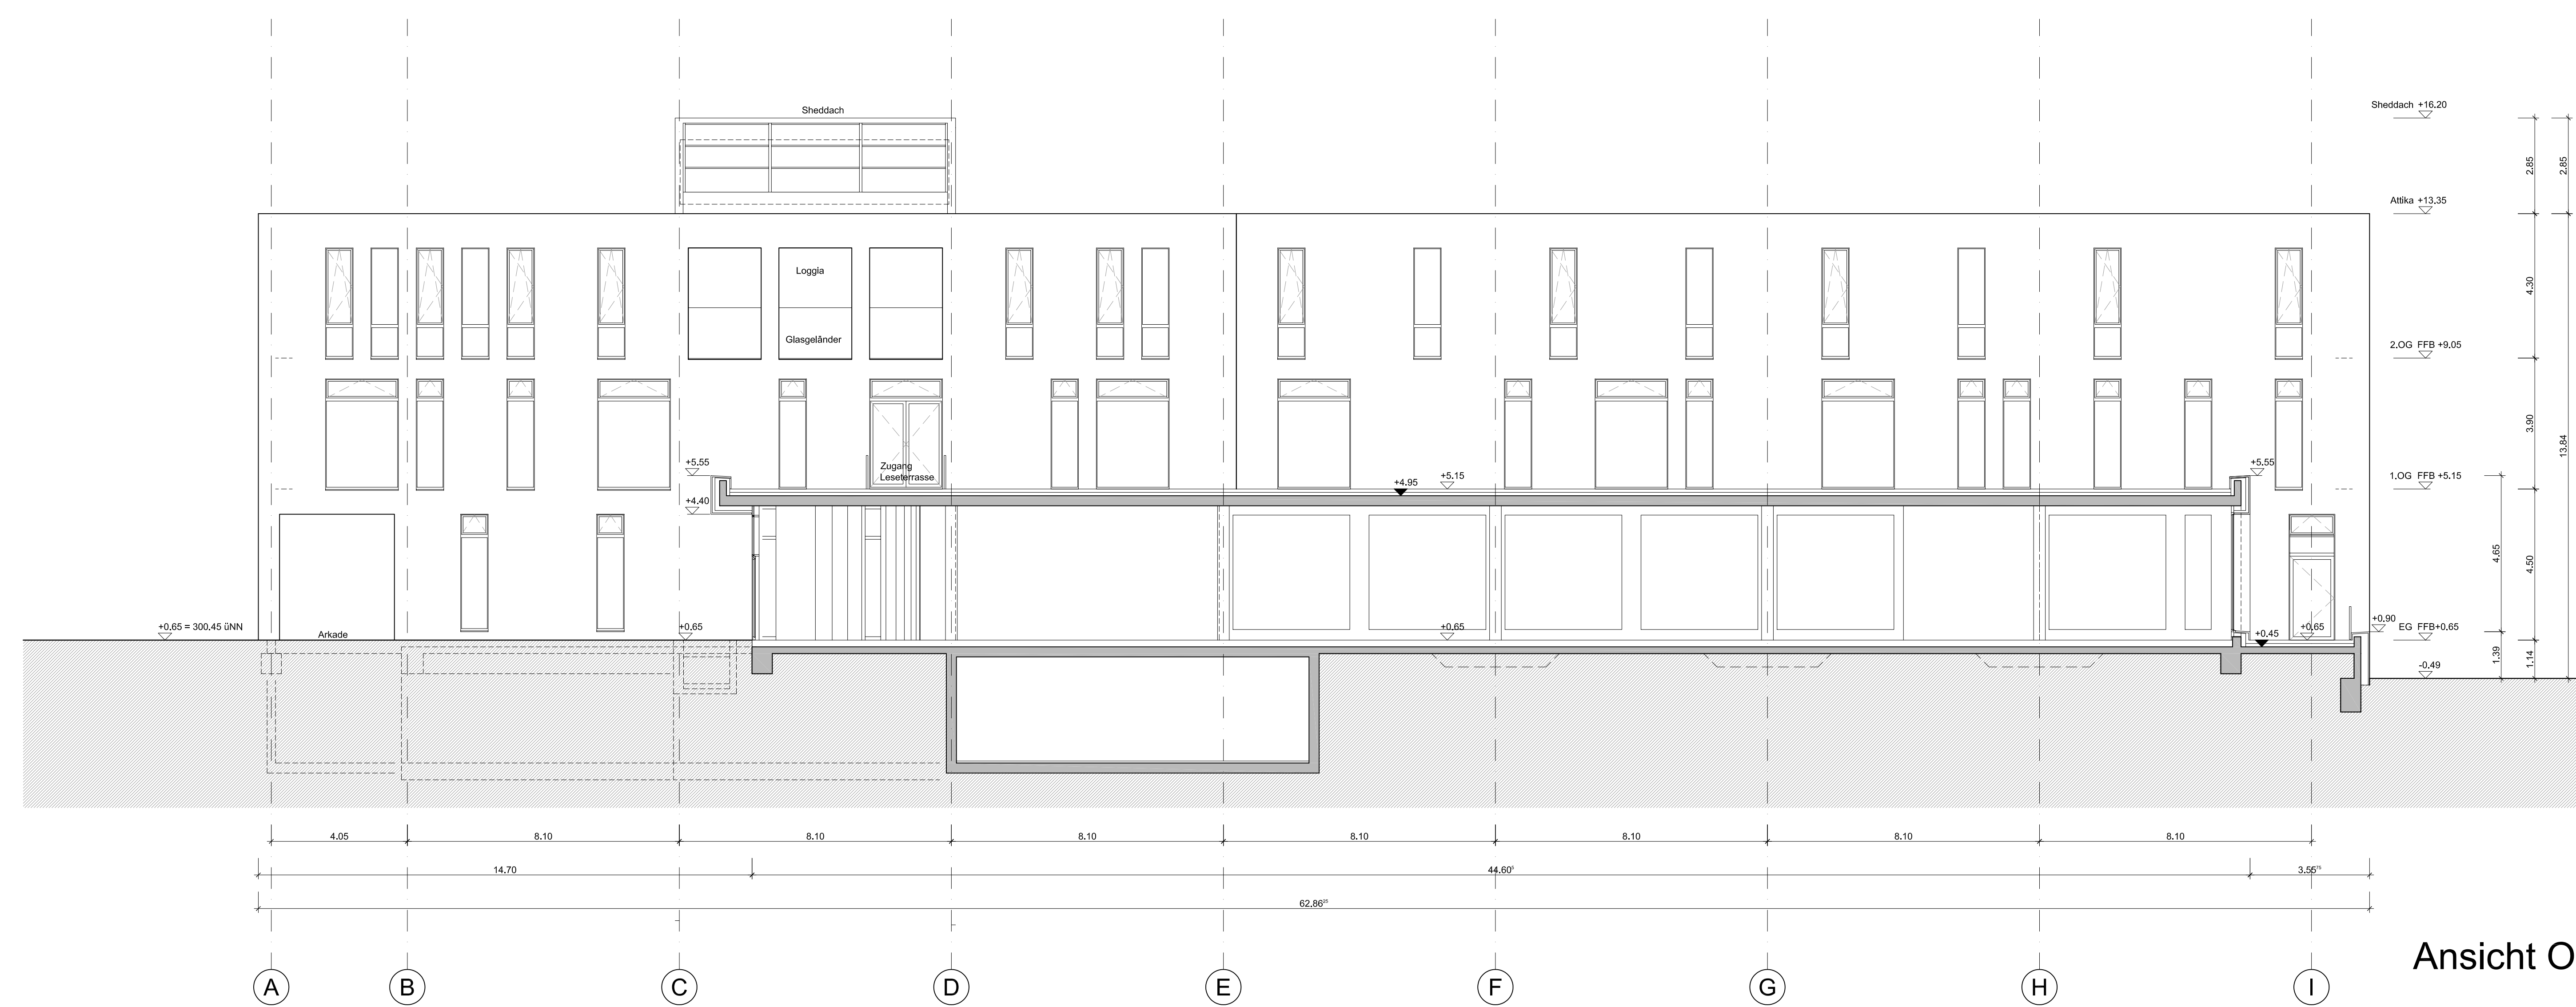 Sheddach
Sheddach +16.20
2.85
2.85
Attika +13.35
Loggia
4.30
13.84
Glasgeländer
2.OG FFB +9.05
3.90
Zugang
Leseterrasse
+5.55
+5.15
+5.55
1.OG FFB +5.15
+4.95
+4.40
4.65
4.50
+0.65 = 300.45 üNN
Arkade
+0.65
+0.65
+0.45
+0.65
+0.90
EG FFB+0.65
1.39
1.14
-0.49
4.05
8.10
8.10
8.10
8.10
8.10
8.10
8.10
14.70
44.60⁵
3.55⁷⁵
62.86²⁵
Ansicht O
A
B
C
D
E
F
G
H
I